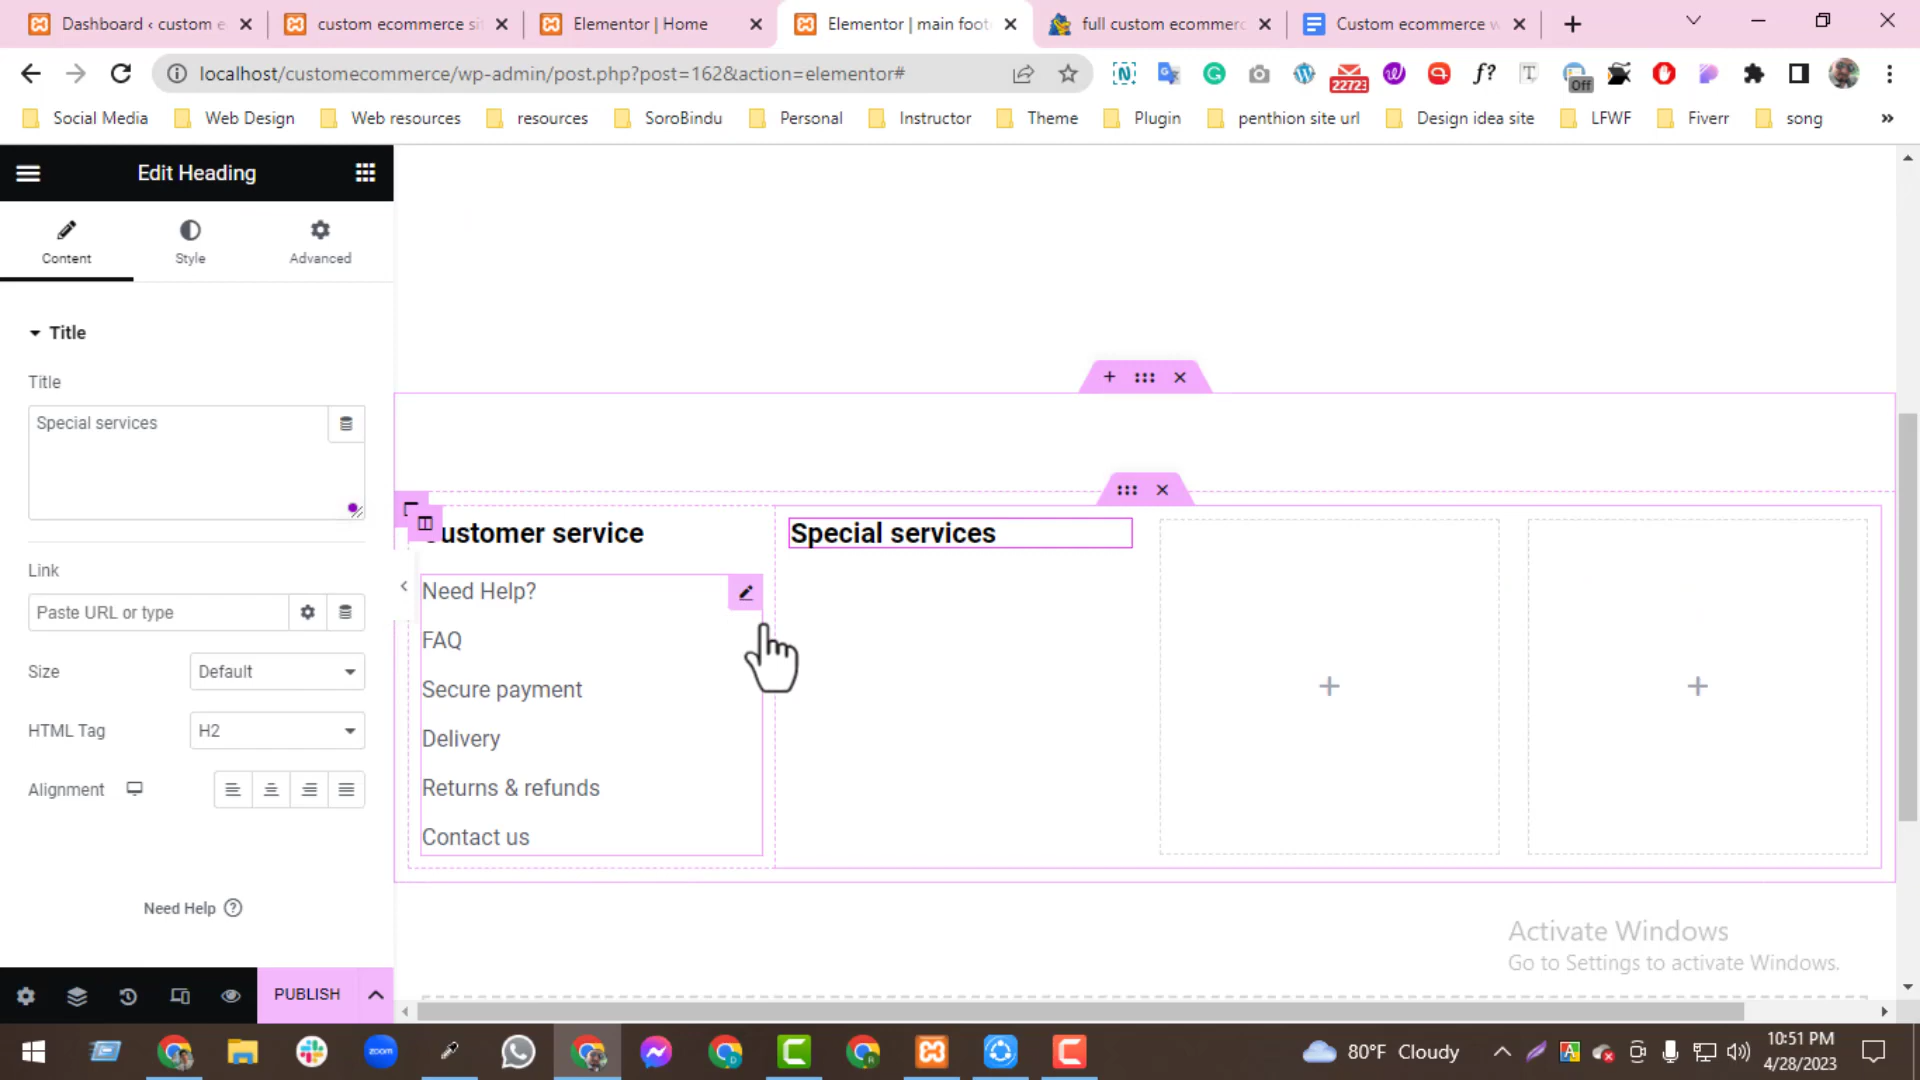 Dashboard ‹ custom e
custom ecommerce si
Elementor | Home
Elementor | main foot
full custom ecommerc
Custom ecommerce w
localhost/customecommerce/wp-admin/post.php?post=162&action=elementor#
22723
Off
Social Media
Web Design
Web resources
resources
SoroBindu
Personal
Instructor
Theme
Plugin
penthion site url
Design idea site
LFWF
Fiverr
song
»
Edit Heading
Content
Style
Advanced
Title
Title
Special services
Link
Paste URL or type
Size
Default
HTML Tag
H2
Alignment
Need Help
PUBLISH
ustomer service
Need Help?
FAQ
Secure payment
Delivery
Returns & refunds
Contact us
Special services
Activate Windows
Go to Settings to activate Windows.
zoom
80°F Cloudy
10:51 PM
4/28/2023